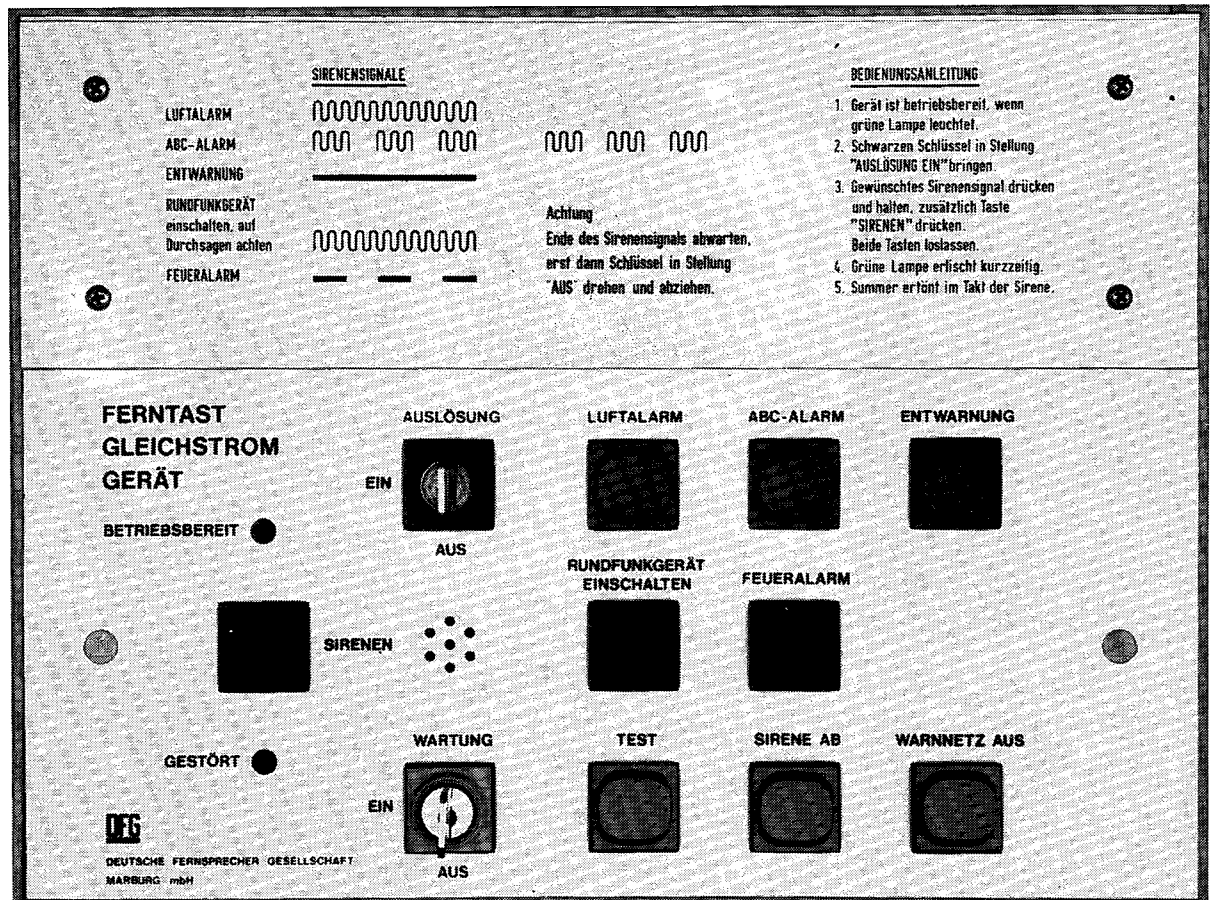 SIRENENSIGNALE
LUFTALARM
ABC-ALARM
ENTWARNUNG
RUNDFUNKGERÄT
einschalten, auf
Durchsagen achten
FEUERALARM
Achtung
Ende des Sirenensignals abwarten,
erst dann Schlüssel in Stellung
"AUS" drehen und abziehen.
BEDIENUNGSANLEITUNG
1. Gerät ist betriebsbereit, wenn
grüne Lampe leuchtet.
2. Schwarzen Schlüssel in Stellung
"AUSLÖSUNG EIN" bringen.
3. Gewünschtes Sirenensignal drücken
und halten, zusätzlich Taste
"SIRENEN" drücken.
Beide Tasten loslassen.
4. Grüne Lampe erlischt kurzzeitig.
5. Summer ertönt im Takt der Sirene.
FERNTAST
GLEICHSTROM
GERÄT
BETRIEBSBEREIT
AUSLÖSUNG
EIN
AUS
LUFTALARM
ABC-ALARM
ENTWARNUNG
RUNDFUNKGERÄT
EINSCHALTEN
FEUERALARM
SIRENEN
GESTÖRT
WARTUNG
EIN
AUS
TEST
SIRENE AB
WARNNETZ AUS
DFG
DEUTSCHE FERNSPRECHER GESELLSCHAFT
MARBURG mbH